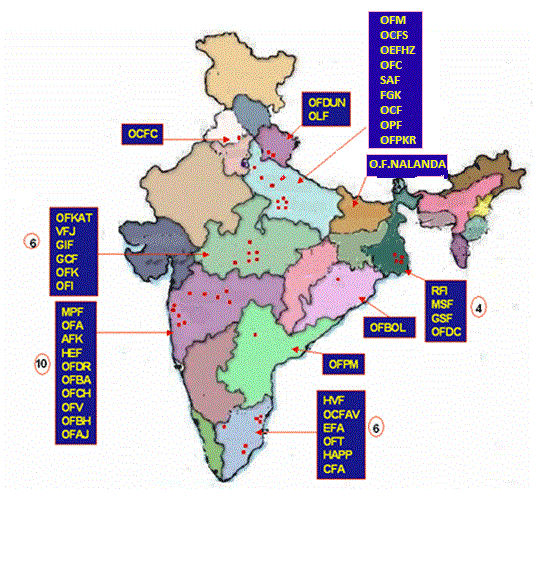 OFM
OCFS
OEFHZ
OFC
SAF
FGK
OCF
OPF
OFPKR
OFDUN
OLF
OCFC
O.F.NALANDA
OFKAT
VFJ
GIF
GCF
OFK
OFI
6
RFI
MSF
GSF
OFDC
4
MPF
OFA
AFK
HEF
OFDR
OFBA
OFCH
OFV
OFBH
OFAJ
10
OFBOL
OFPM
HVF
OCFAV
EFA
OFT
HAPP
CFA
6